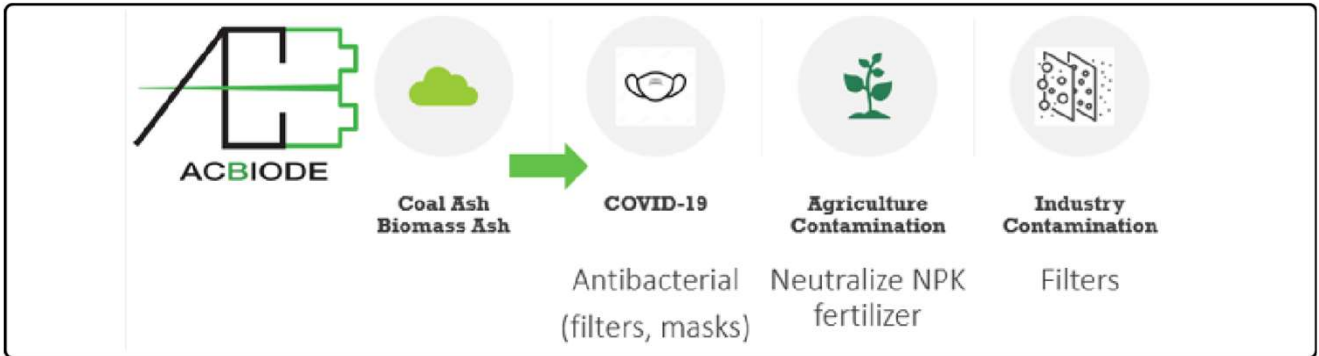 ACBIODE
Coal Ash
Biomass Ash
COVID-19
Antibacterial
(filters, masks)
Agriculture
Contamination
Neutralize NPK
fertilizer
Industry
Contamination
Filters